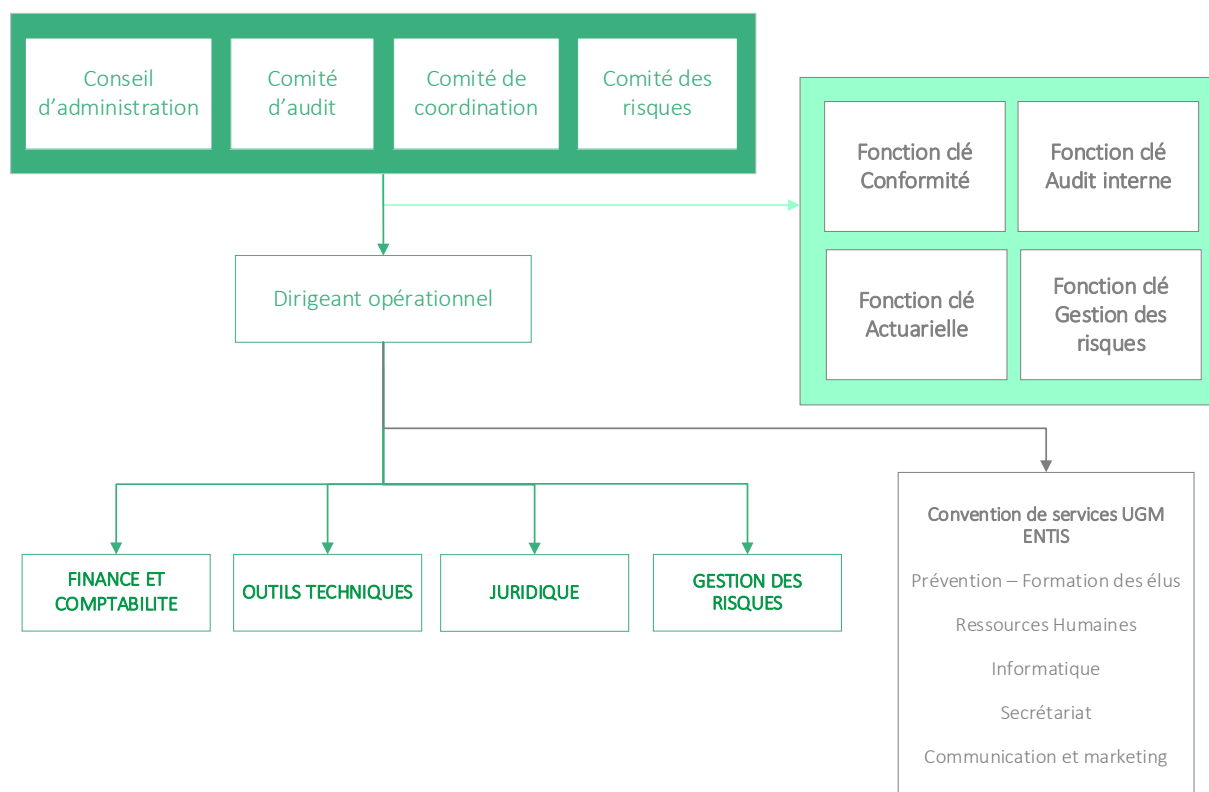 Conseil
d’administration
Comité
d’audit
Comité de
coordination
Comité des
risques
Fonction clé
Conformité
Fonction clé
Audit interne
Fonction clé
Actuarielle
Fonction clé
Gestion des
risques
Dirigeant opérationnel
FINANCE ET
COMPTABILITE
OUTILS TECHNIQUES
JURIDIQUE
GESTION DES
RISQUES
Convention de services UGM
ENTIS
Prévention – Formation des élus
Ressources Humaines
Informatique
Secrétariat
Communication et marketing